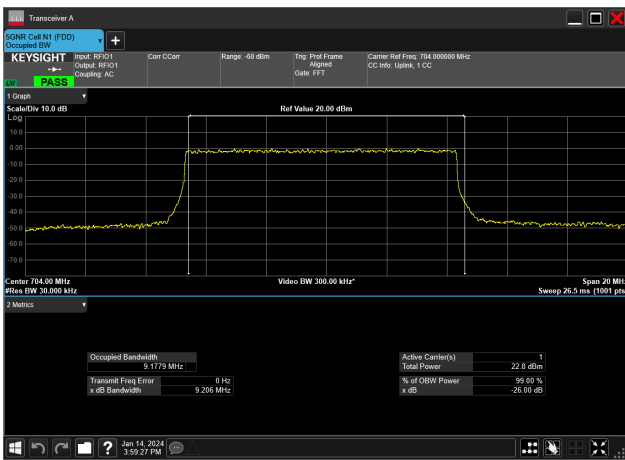 Transceiver A
5GNR Cell N1 (FDD)
Occupied BW
KEYSIGHT
LV PASS
Input: RFIO1
Output: RFIO1
Coupling: AC
Corr CCorr
Range: -60 dBm
Trig: Prot Frame
Aligned
Gate: FFT
Carrier Ref Freq: 704.000000 MHz
CC Info: Uplink, 1 CC
1 Graph
Scale/Div 10.0 dB
Ref Value 20.00 dBm
Log
10.0
0.00
-10.0
-20.0
-30.0
-40.0
-50.0
-60.0
-70.0
Center 704.00 MHz
Video BW 300.00 kHz*
Span 20 MHz
#Res BW 30.000 kHz
Sweep 26.5 ms (1001 pts
2 Metrics
Occupied Bandwidth
9.1779 MHz
Transmit Freq Error 0 Hz
x dB Bandwidth 9.206 MHz
Active Carrier(s) 1
Total Power 22.8 dBm
% of OBW Power 99.00 %
x dB -26.00 dB
Jan 14, 2024
3:59:27 PM